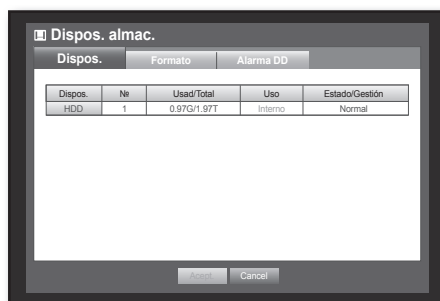 Dispos. almac.
Dispos. Formato Alarma DD
Dispos. № Usad/Total Uso Estado/Gestión
HDD 1 0.97G/1.97T Interno Normal
Acept. Cancel